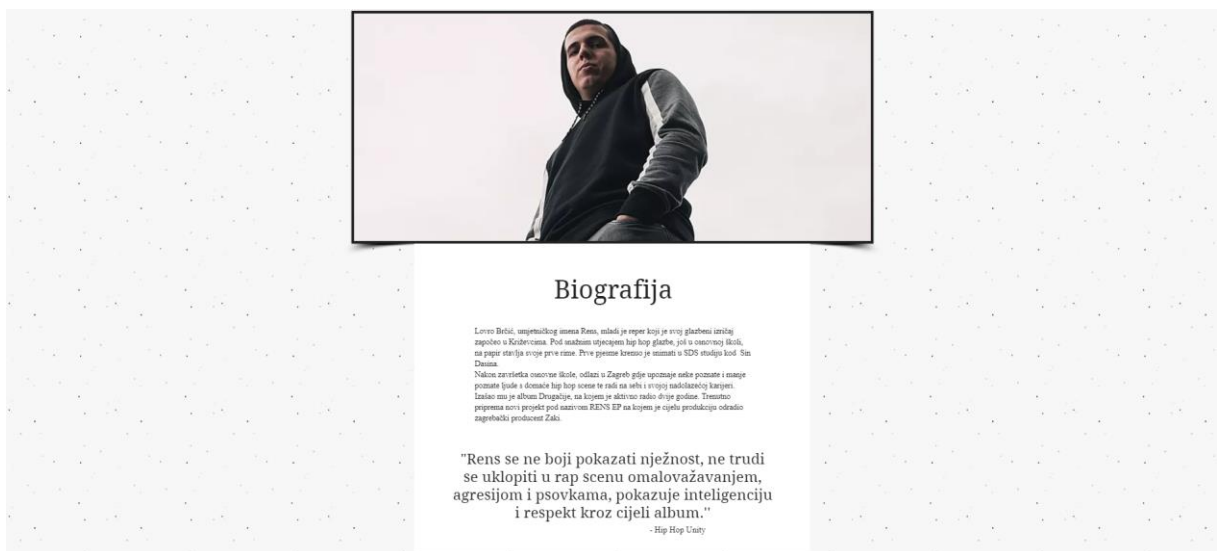 Biografija
Lovro Brčić, umjetničkog imena Rens, mladi je reper koji je svoj glazbeni izričaj
započeo u Križevcima. Pod snažnim utjecajem hip hop glazbe, još u osnovnoj školi,
na papir stavlja svoje prve rime. Prve pjesme krenuo je snimati u SDS studiju kod Sin
Dasina.
Nakon završetka osnovne škole, odlazi u Zagreb gdje upoznaje neke poznate i manje
poznate ljude s domaće hip hop scene te radi na sebi i svojoj nadolazećoj karijeri.
Izašao mu je album Drugačije, na kojem je aktivno radio dvije godine. Trenutno
priprema novi projekt pod nazivom RENS EP na kojem je cijelu produkciju odradio
zagrebački producent Zaki.
"Rens se ne boji pokazati nježnost, ne trudi
se uklopiti u rap scenu omalovažavanjem,
agresijom i psovkama, pokazuje inteligenciju
i respekt kroz cijeli album.''
- Hip Hop Unity